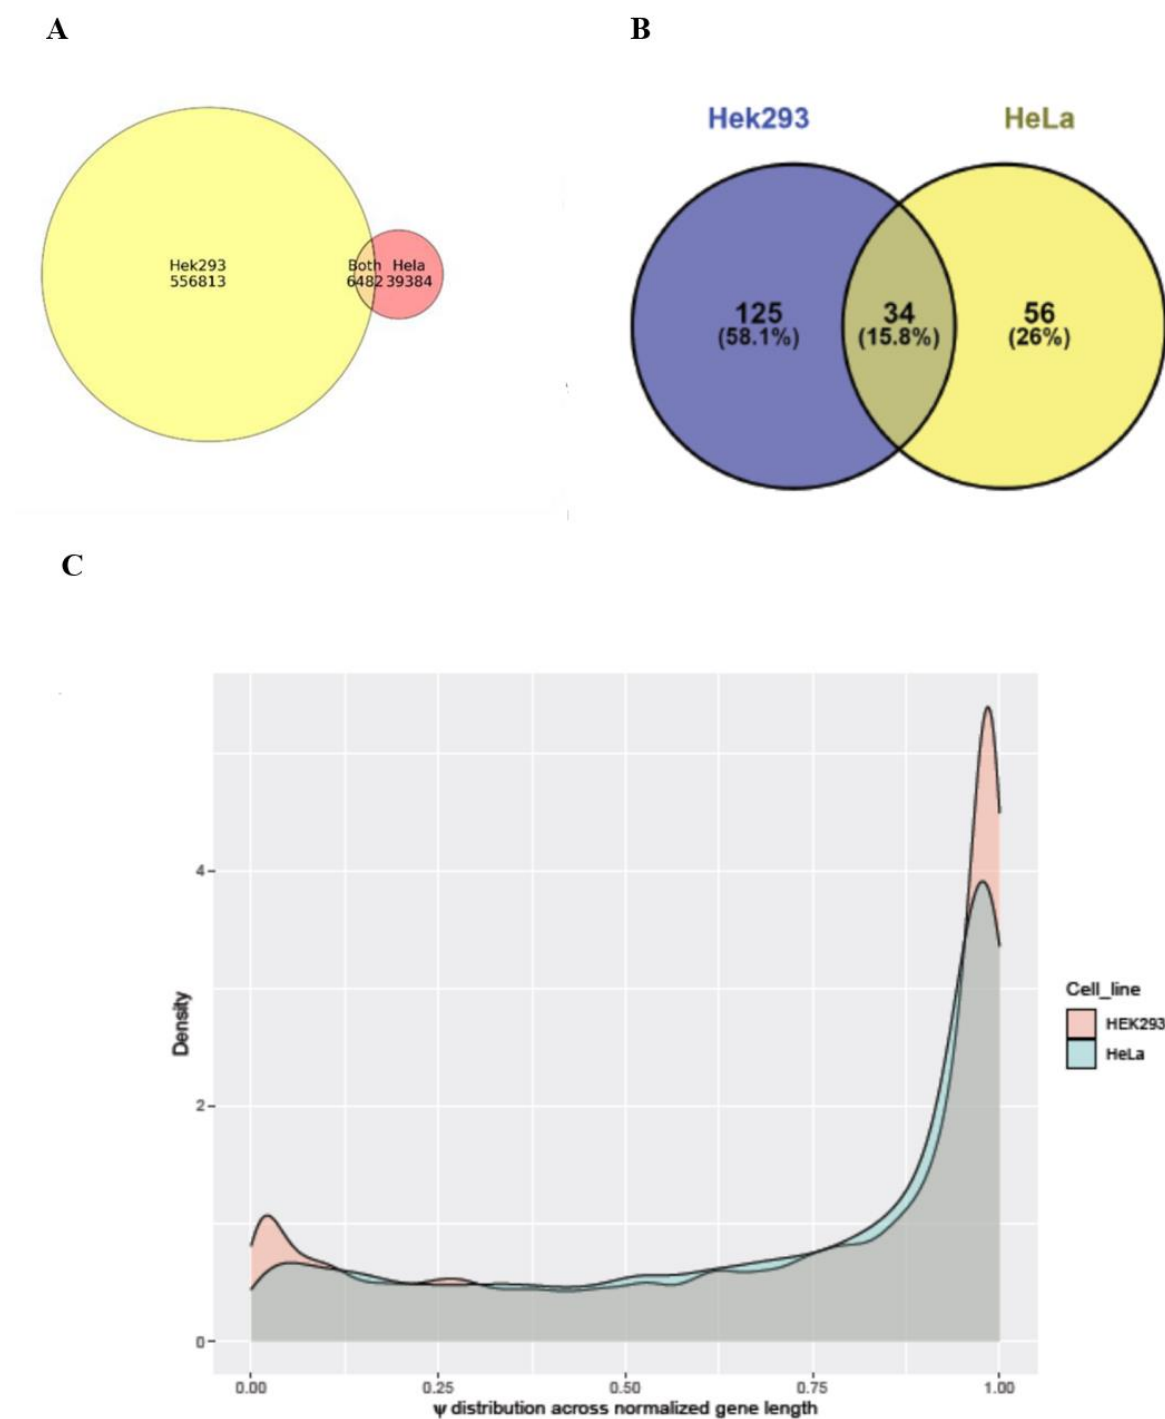 A
B
Hek293
HeLa
Hek293
556813
Both
6482
Hela
39384
125
(58.1%)
34
(15.8%)
56
(26%)
C
4
2
0
Density
0.00
0.25
0.50
0.75
1.00
ψ distribution across normalized gene length
Cell_line
HEK293
HeLa